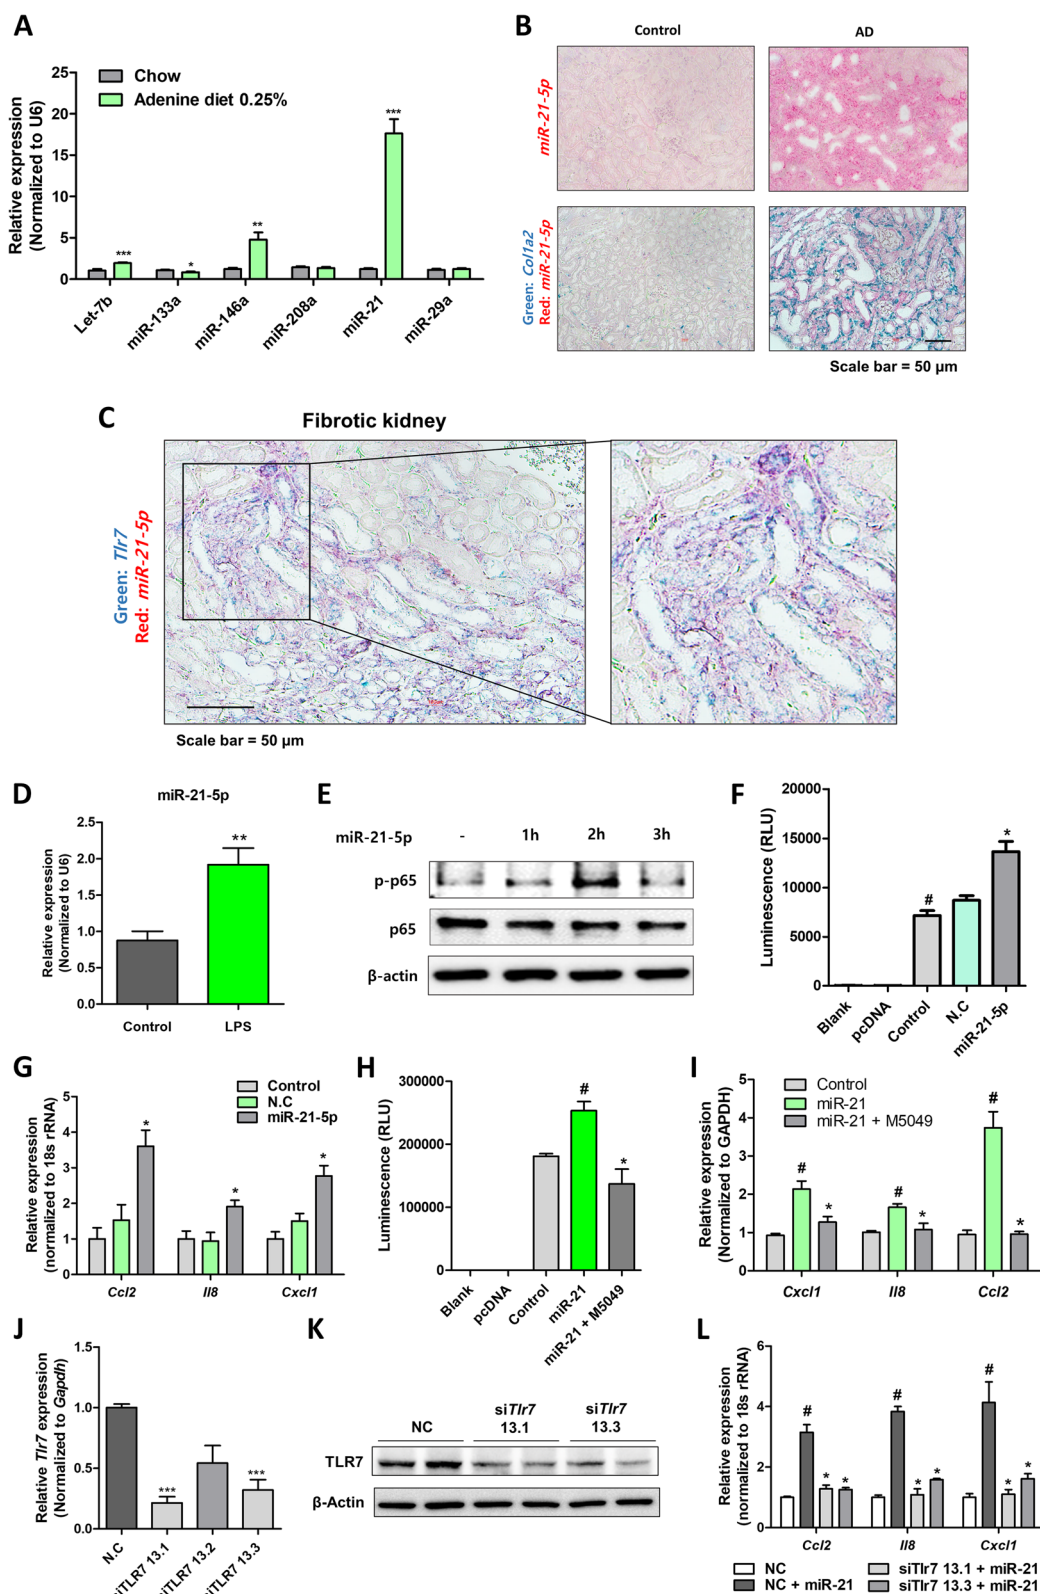 A
Relative expression
(Normalized to U6)
25
20
15
10
5
0
Chow
Adenine diet 0.25%
***
*
**
***
Let-7b
miR-133a
miR-146a
miR-208a
miR-21
miR-29a
B
Control
AD
miR-21-5p
Green: Col1a2
Red: miR-21-5p
Scale bar = 50 μm
C
Fibrotic kidney
Green: Tlr7
Red: miR-21-5p
Scale bar = 50 μm
D
miR-21-5p
Relative expression
(Normalized to U6)
2.5
2.0
1.5
1.0
0.5
0.0
**
Control
LPS
E
miR-21-5p - 1h 2h 3h
p-p65
p65
β-actin
F
Luminescence (RLU)
20000
15000
10000
5000
0
#
*
Blank
pcDNA
Control
N.C
miR-21-5p
G
Relative expression
(normalized to 18s rRNA)
5
4
3
2
1
0
Control
N.C
miR-21-5p
*
*
*
Ccl2
Il8
Cxcl1
H
Luminescence (RLU)
300000
200000
100000
0
#
*
Blank
pcDNA
Control
miR-21
miR-21 + M5049
I
Relative expression
(Normalized to GAPDH)
5
4
3
2
1
0
Control
miR-21
miR-21 + M5049
#
*
#
*
#
*
Cxcl1
Il8
Ccl2
J
Relative Tlr7 expression
(Normalized to Gapdh)
1.5
1.0
0.5
0.0
***
***
N.C
siTLR7 13.1
siTLR7 13.2
siTLR7 13.3
K
NC
siTlr7
13.1
siTlr7
13.3
TLR7
β-Actin
L
Relative expression
(normalized to 18s rRNA)
6
4
2
0
#
*
*
#
*
*
#
*
*
Ccl2
Il8
Cxcl1
NC
NC + miR-21
siTlr7 13.1 + miR-21
siTlr7 13.3 + miR-21